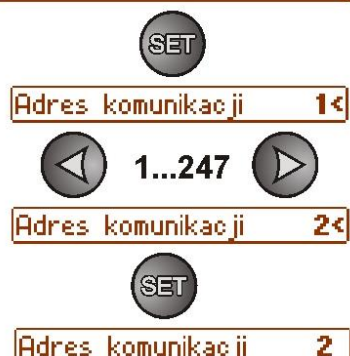 SET
Adres komunikacji 1<
1...247
Adres komunikacji 2<
SET
Adres komunikacji 2